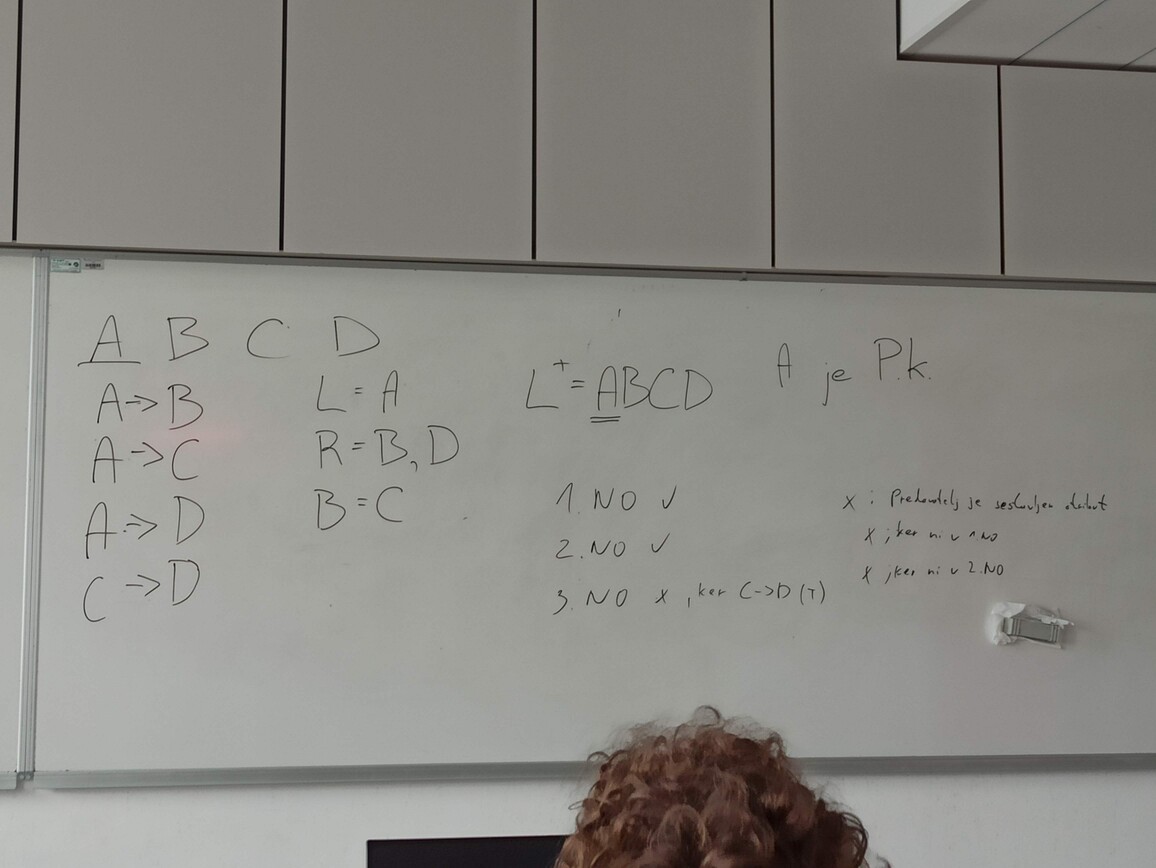 A B C D
A->B
A->C
A->D
C->D
L=A
R=B,D
B=C
L⁺=ABCD
A je P.k.
1. NO ✓
2. NO ✓
3. NO x, ker C->D (T)
x : je sestavljen atribut
x ; ker ni v 1 NO
x ; ker ni v 2. NO